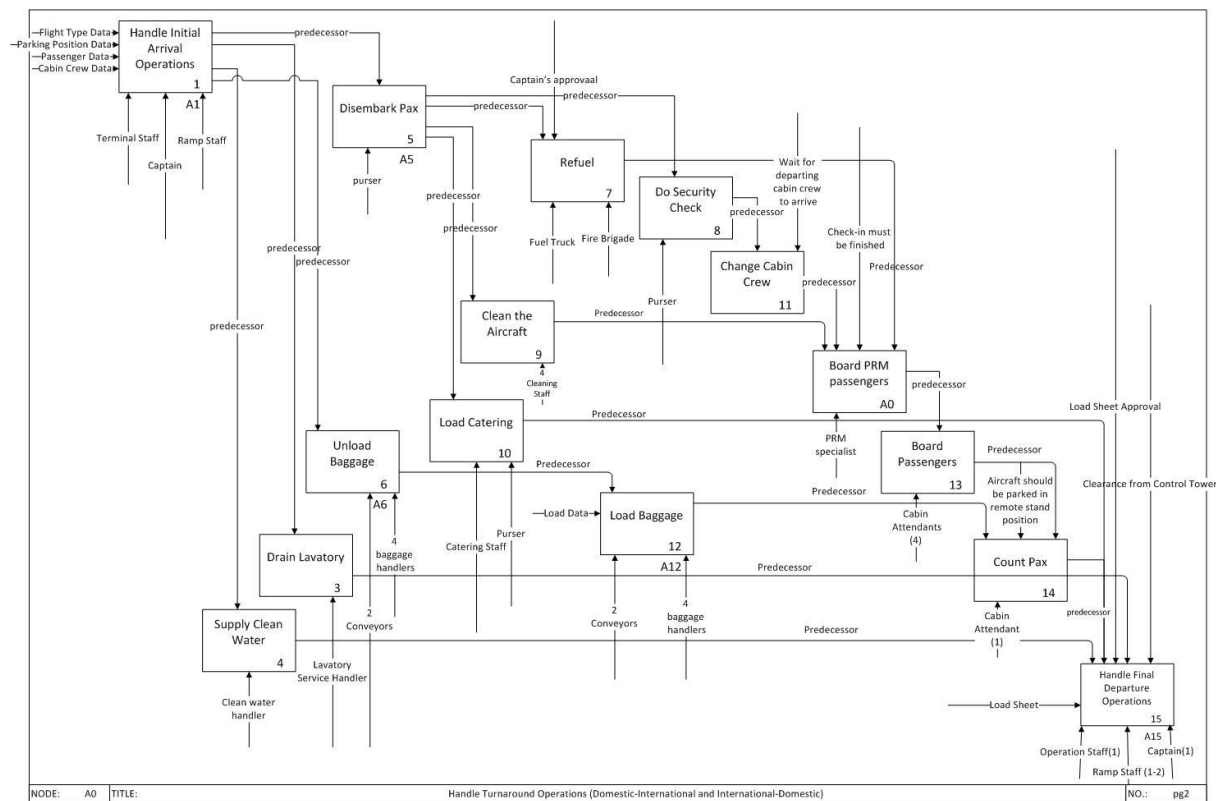 Flight Type Data
Parking Position Data
Passenger Data
Cabin Crew Data
Handle Initial
Arrival
Operations
1
A1
Terminal Staff
Captain
Ramp Staff
predecessor
Disembark Pax
5
A5
purser
Captain's approvaal
predecessor
predecessor
Refuel
7
Fuel Truck
Fire Brigade
Do Security
Check
8
Purser
predecessor
Wait for
departing
cabin crew
to arrive
Change Cabin
Crew
11
Check-in must
be finished
Predecessor
predecessor
predecessor
predecessor
predecessor
predecessor
predecessor
Clean the
Aircraft
9
4
Cleaning
Staff
Predecessor
Board PRM
passengers
A0
PRM
specialist
predecessor
Load Catering
10
Catering Staff
Purser
Predecessor
Load Sheet Approval
Unload
Baggage
6
A6
4
baggage
handlers
2
Conveyors
Predecessor
Board
Passengers
13
Cabin
Attendants
(4)
Predecessor
Aircraft should
be parked in
remote stand
position
Clearance from Control Tower
Load Data
Load Baggage
12
A12
2
Conveyors
4
baggage
handlers
Predecessor
Count Pax
14
Cabin
Attendant
(1)
predecessor
Drain Lavatory
3
Lavatory
Service Handler
Predecessor
Supply Clean
Water
4
Clean water
handler
Predecessor
Load Sheet
Handle Final
Departure
Operations
15
A15
Operation Staff(1)
Ramp Staff (1-2)
Captain(1)
NODE: A0 TITLE: Handle Turnaround Operations (Domestic-International and International-Domestic) NO.: pg2